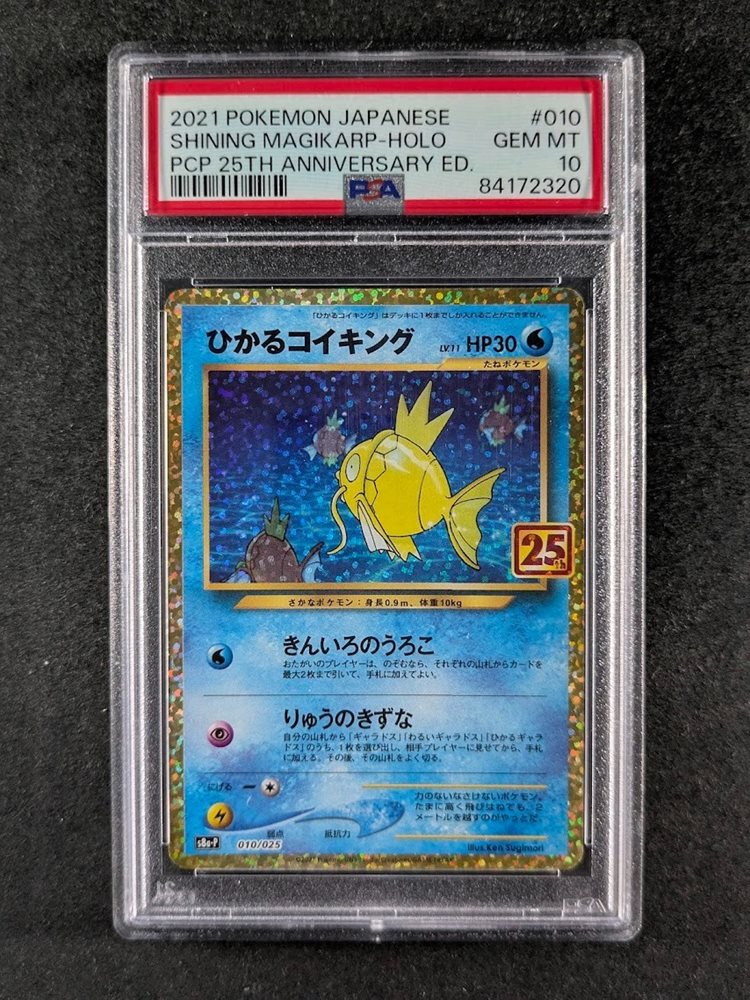 2021 POKEMON JAPANESE #010
SHINING MAGIKARP-HOLO GEM MT
PCP 25TH ANNIVERSARY ED. 10
PSA 84172320
「ひかるコイキング」はデッキに1枚までしか入れることができません。
ひかるコイキング LV.11 HP30
たねポケモン
25th
さかなポケモン：身長0.9m、体重10kg
きんいろのうろこ
おたがいのプレイヤーは、のぞむなら、それぞれの山札からカードを
最大2枚まで引いて、手札に加えてよい。
りゅうのきずな
自分の山札から「ギャラドス」「わるいギャラドス」「ひかるギャラ
ドス」のうち、1枚を選び出し、相手プレイヤーに見せてから、手札
に加える。その後、その山札をよく切る。
にげる
力のないなさけないポケモン。
たまに高く飛びはねても、2
メートルを越すのがやっとだ。
弱点 抵抗力
s8a-P 010/025
Illus.Ken Sugimori